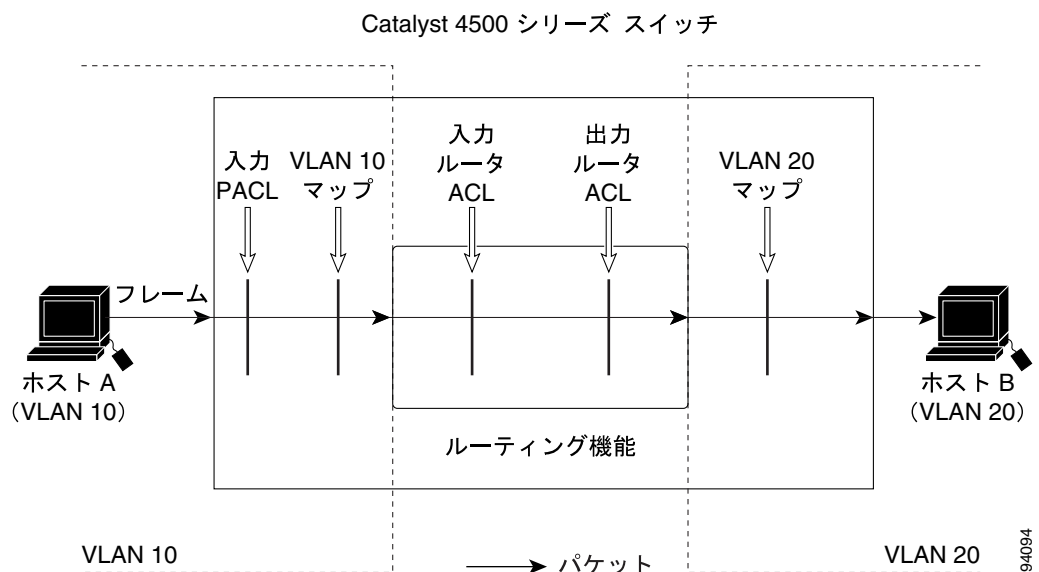 Catalyst 4500 シリーズ スイッチ
入力
PACL
VLAN 10
マップ
入力
ルータ
ACL
出力
ルータ
ACL
VLAN 20
マップ
フレーム
ホスト A
（VLAN 10）
ホスト B
（VLAN 20）
ルーティング機能
VLAN 10
パケット
VLAN 20
94094